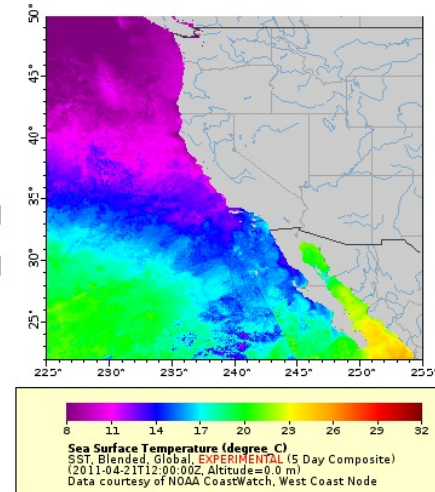 50°
45°
40°
35°
30°
25°
225° 230° 235° 240° 245° 250° 255°
8 11 14 17 20 23 26 29 32
Sea Surface Temperature (degree_C)
SST, Blended, Global, EXPERIMENTAL (5 Day Composite)
(2011-04-21T12:00:00Z, Altitude=0.0 m)
Data courtesy of NOAA CoastWatch, West Coast Node